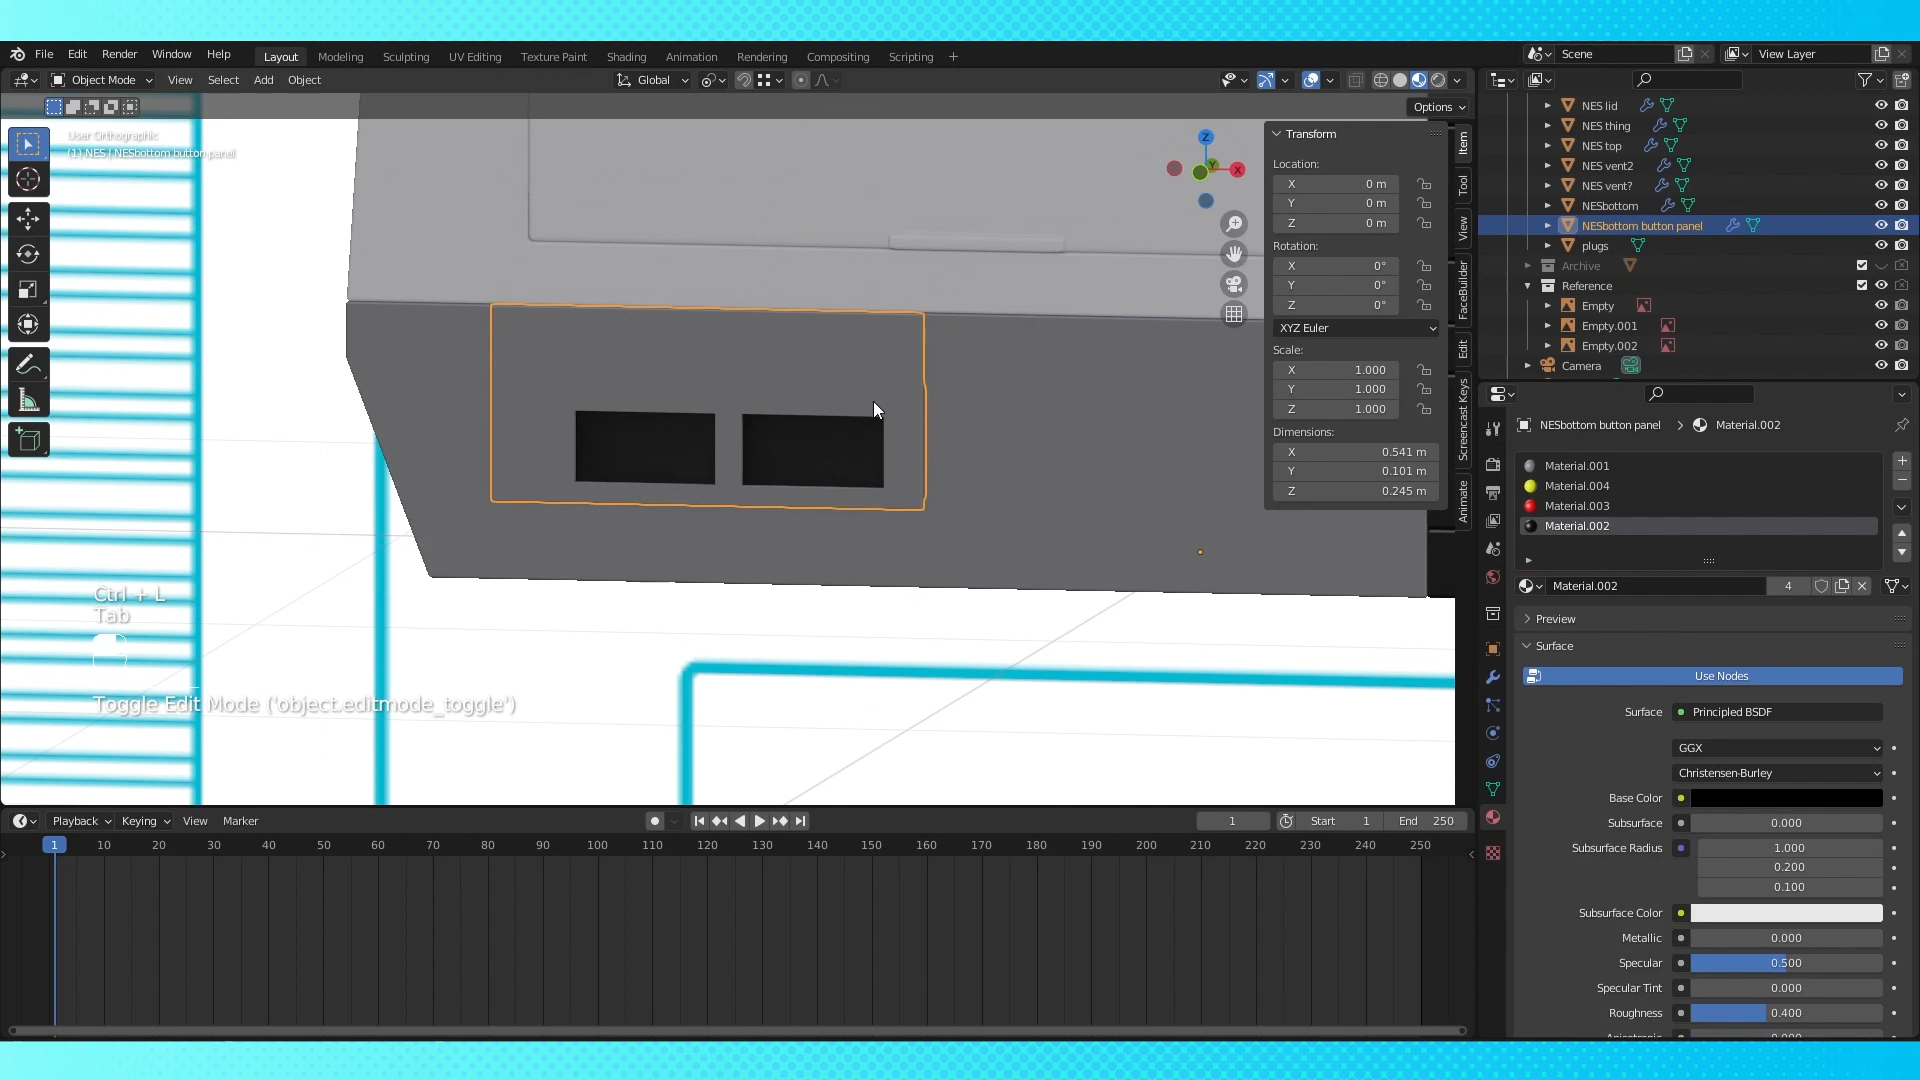 File Edit Render Window Help Layout Modeling Sculpting UV Editing Texture Paint Shading Animation Rendering Compositing Scripting + Scene View Layer
Object Mode View Select Add Object Global
Options
User Orthographic
(1) NES | NESbottom button panel
Z
Y
X
Transform
Location:
X 0 m
Y 0 m
Z 0 m
Rotation:
X 0°
Y 0°
Z 0°
XYZ Euler
Scale:
X 1.000
Y 1.000
Z 1.000
Dimensions:
X 0.541 m
Y 0.101 m
Z 0.245 m
Item
Tool
View
FaceBuilder
Edit
Screencast Keys
Animate
NES lid
NES thing
NES top
NES vent2
NES vent?
NESbottom
NESbottom button panel
plugs
Archive
Reference
Empty
Empty.001
Empty.002
Camera
NESbottom button panel > Material.002
Material.001
Material.004
Material.003
Material.002
Material.002 4
Preview
Surface
Use Nodes
Surface Principled BSDF
GGX
Christensen-Burley
Base Color
Subsurface 0.000
Subsurface Radius 1.000
0.200
0.100
Subsurface Color
Metallic 0.000
Specular 0.500
Specular Tint 0.000
Roughness 0.400
Ctrl + L
Tab
Toggle Edit Mode ('object.editmode_toggle')
Playback Keying View Marker 1 Start 1 End 250
1 10 20 30 40 50 60 70 80 90 100 110 120 130 140 150 160 170 180 190 200 210 220 230 240 250